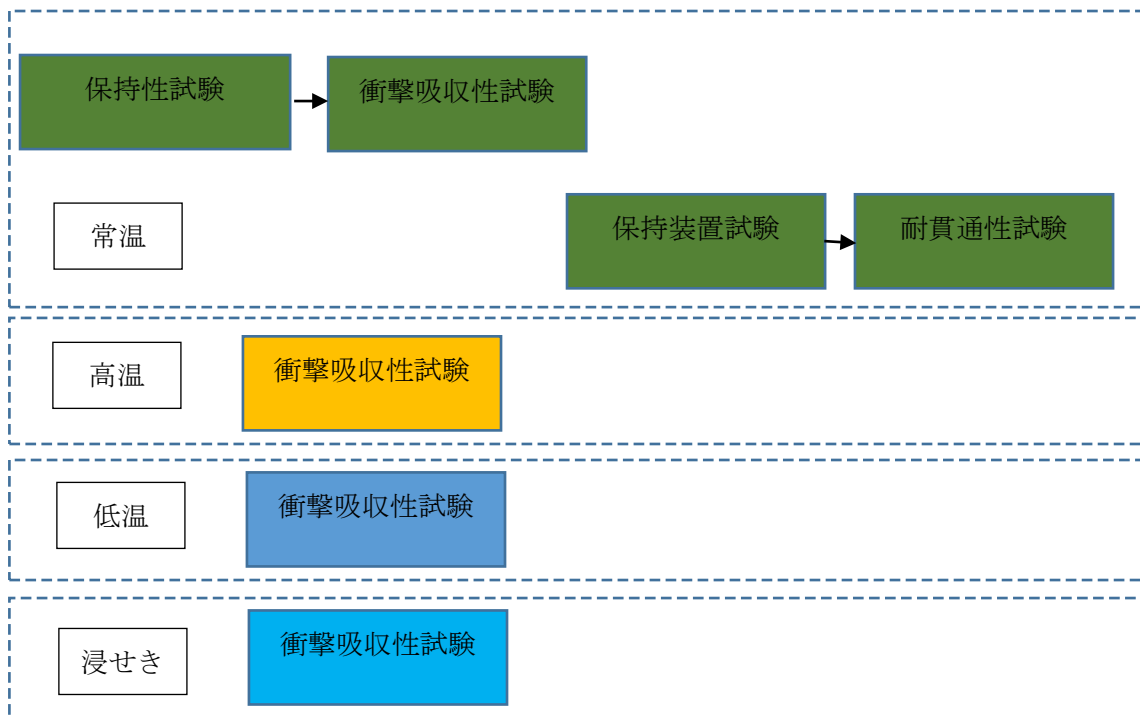 保持性試験
衝撃吸収性試験
常温
保持装置試験
耐貫通性試験
高温
衝撃吸収性試験
低温
衝撃吸収性試験
浸せき
衝撃吸収性試験